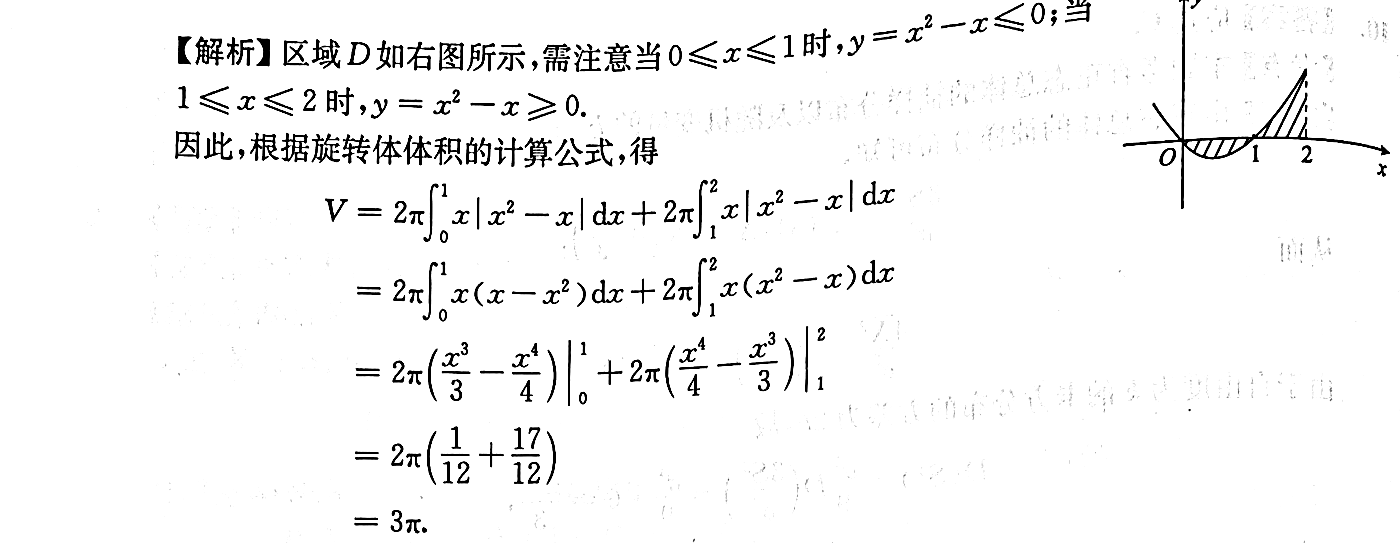 【解析】区域D如右图所示,需注意当0⩽x⩽1时,y=x²-x⩽0;当
1⩽x⩽2时,y=x²-x⩾0.
因此,根据旋转体体积的计算公式,得
V=2π∫₀¹x|x²-x|dx+2π∫₁²x|x²-x|dx
=2π∫₀¹x(x-x²)dx+2π∫₁²x(x²-x)dx
=2π(x³/3-x⁴/4)|₀¹+2π(x⁴/4-x³/3)|₁²
=2π(1/12+17/12)
=3π.
y
O 1 2
x